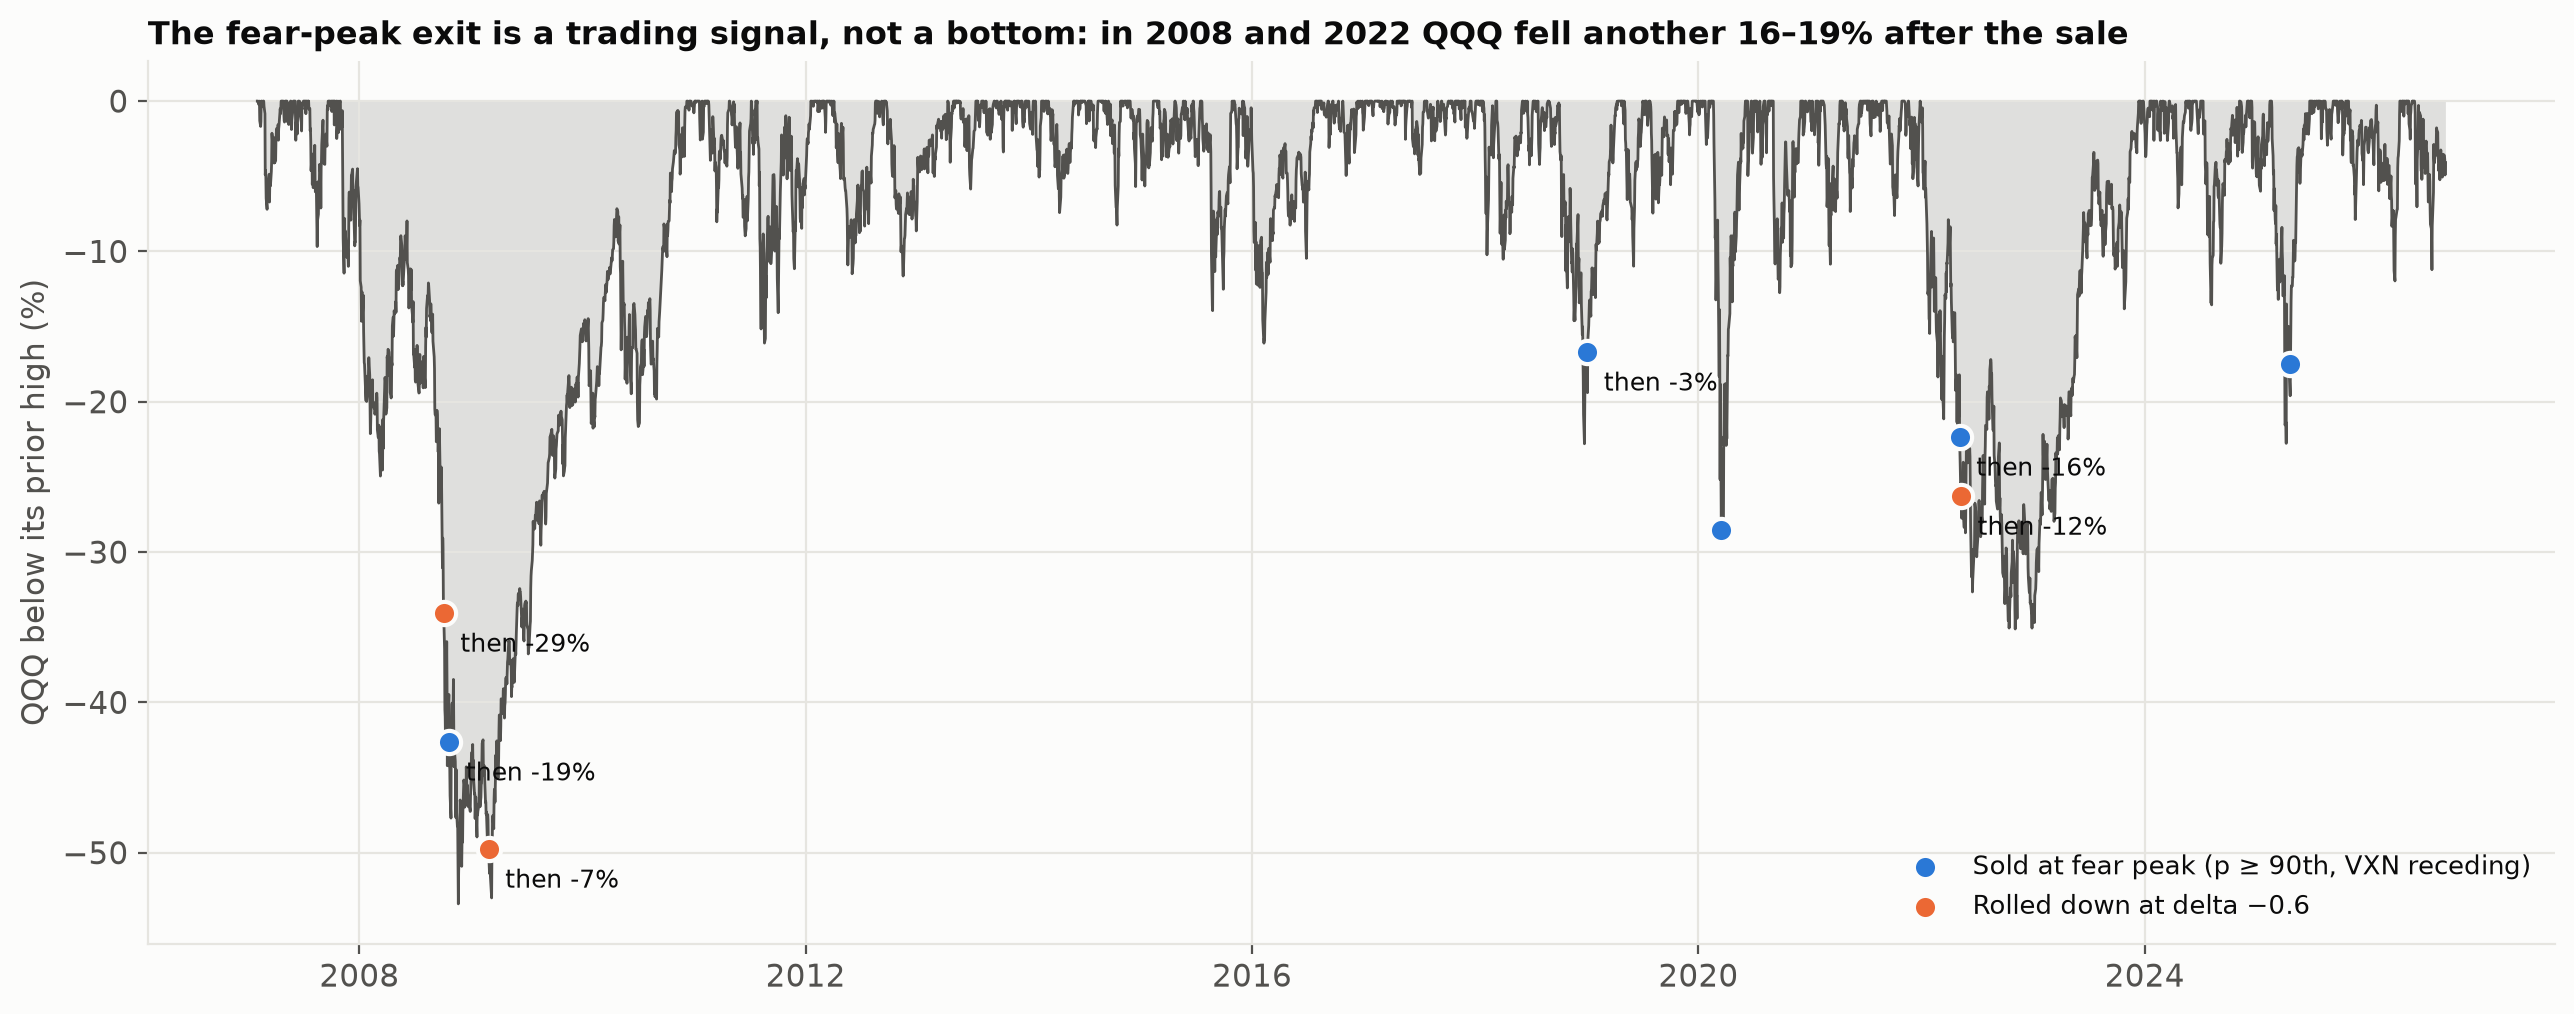 The fear-peak exit is a trading signal, not a bottom: in 2008 and 2022 QQQ fell another 16–19% after the sale
QQQ below its prior high (%)
0
−10
−20
−30
−40
−50
then -3%
then -16%
then -12%
then -29%
then -19%
then -7%
Sold at fear peak (p ≥ 90th, VXN receding)
Rolled down at delta −0.6
2008
2012
2016
2020
2024